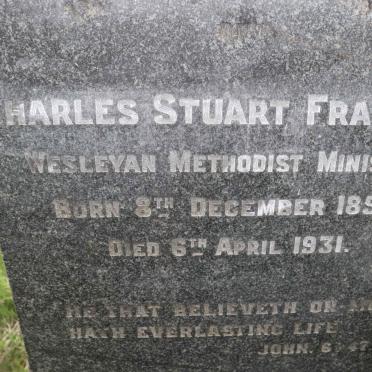 HARLES STUART FRA
WESLEYAN METHODIST MINIS
BORN 8TH DECEMBER 189
DIED 6TH APRIL 1931.
HE THAT BELIEVETH ON M
HATH EVERLASTING LIFE
JOHN. 6: 47